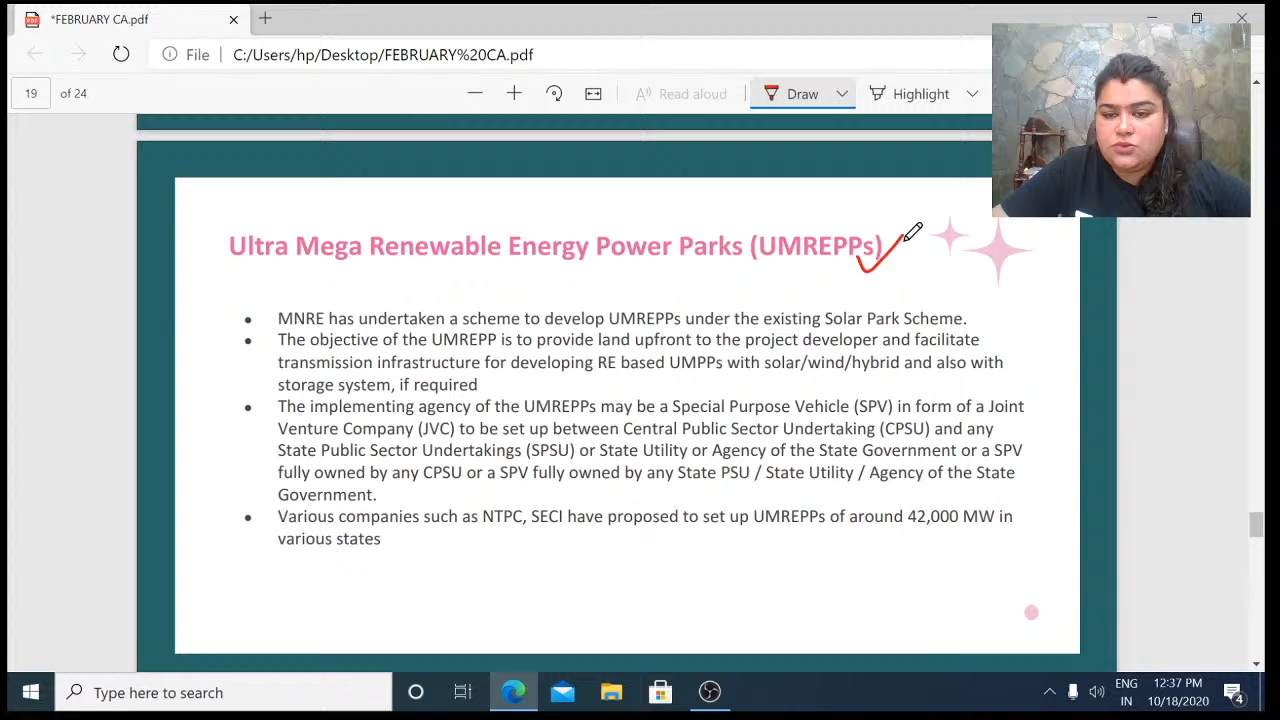 *FEBRUARY CA.pdf
File
C:/Users/hp/Desktop/FEBRUARY%20CA.pdf
19 of 24
Read aloud
Draw
Highlight
Ultra Mega Renewable Energy Power Parks (UMREPPs)
• MNRE has undertaken a scheme to develop UMREPPs under the existing Solar Park Scheme.
• The objective of the UMREPP is to provide land upfront to the project developer and facilitate
transmission infrastructure for developing RE based UMPPs with solar/wind/hybrid and also with
storage system, if required
• The implementing agency of the UMREPPs may be a Special Purpose Vehicle (SPV) in form of a Joint
Venture Company (JVC) to be set up between Central Public Sector Undertaking (CPSU) and any
State Public Sector Undertakings (SPSU) or State Utility or Agency of the State Government or a SPV
fully owned by any CPSU or a SPV fully owned by any State PSU / State Utility / Agency of the State
Government.
• Various companies such as NTPC, SECI have proposed to set up UMREPPs of around 42,000 MW in
various states
Type here to search
ENG
IN
12:37 PM
10/18/2020
4